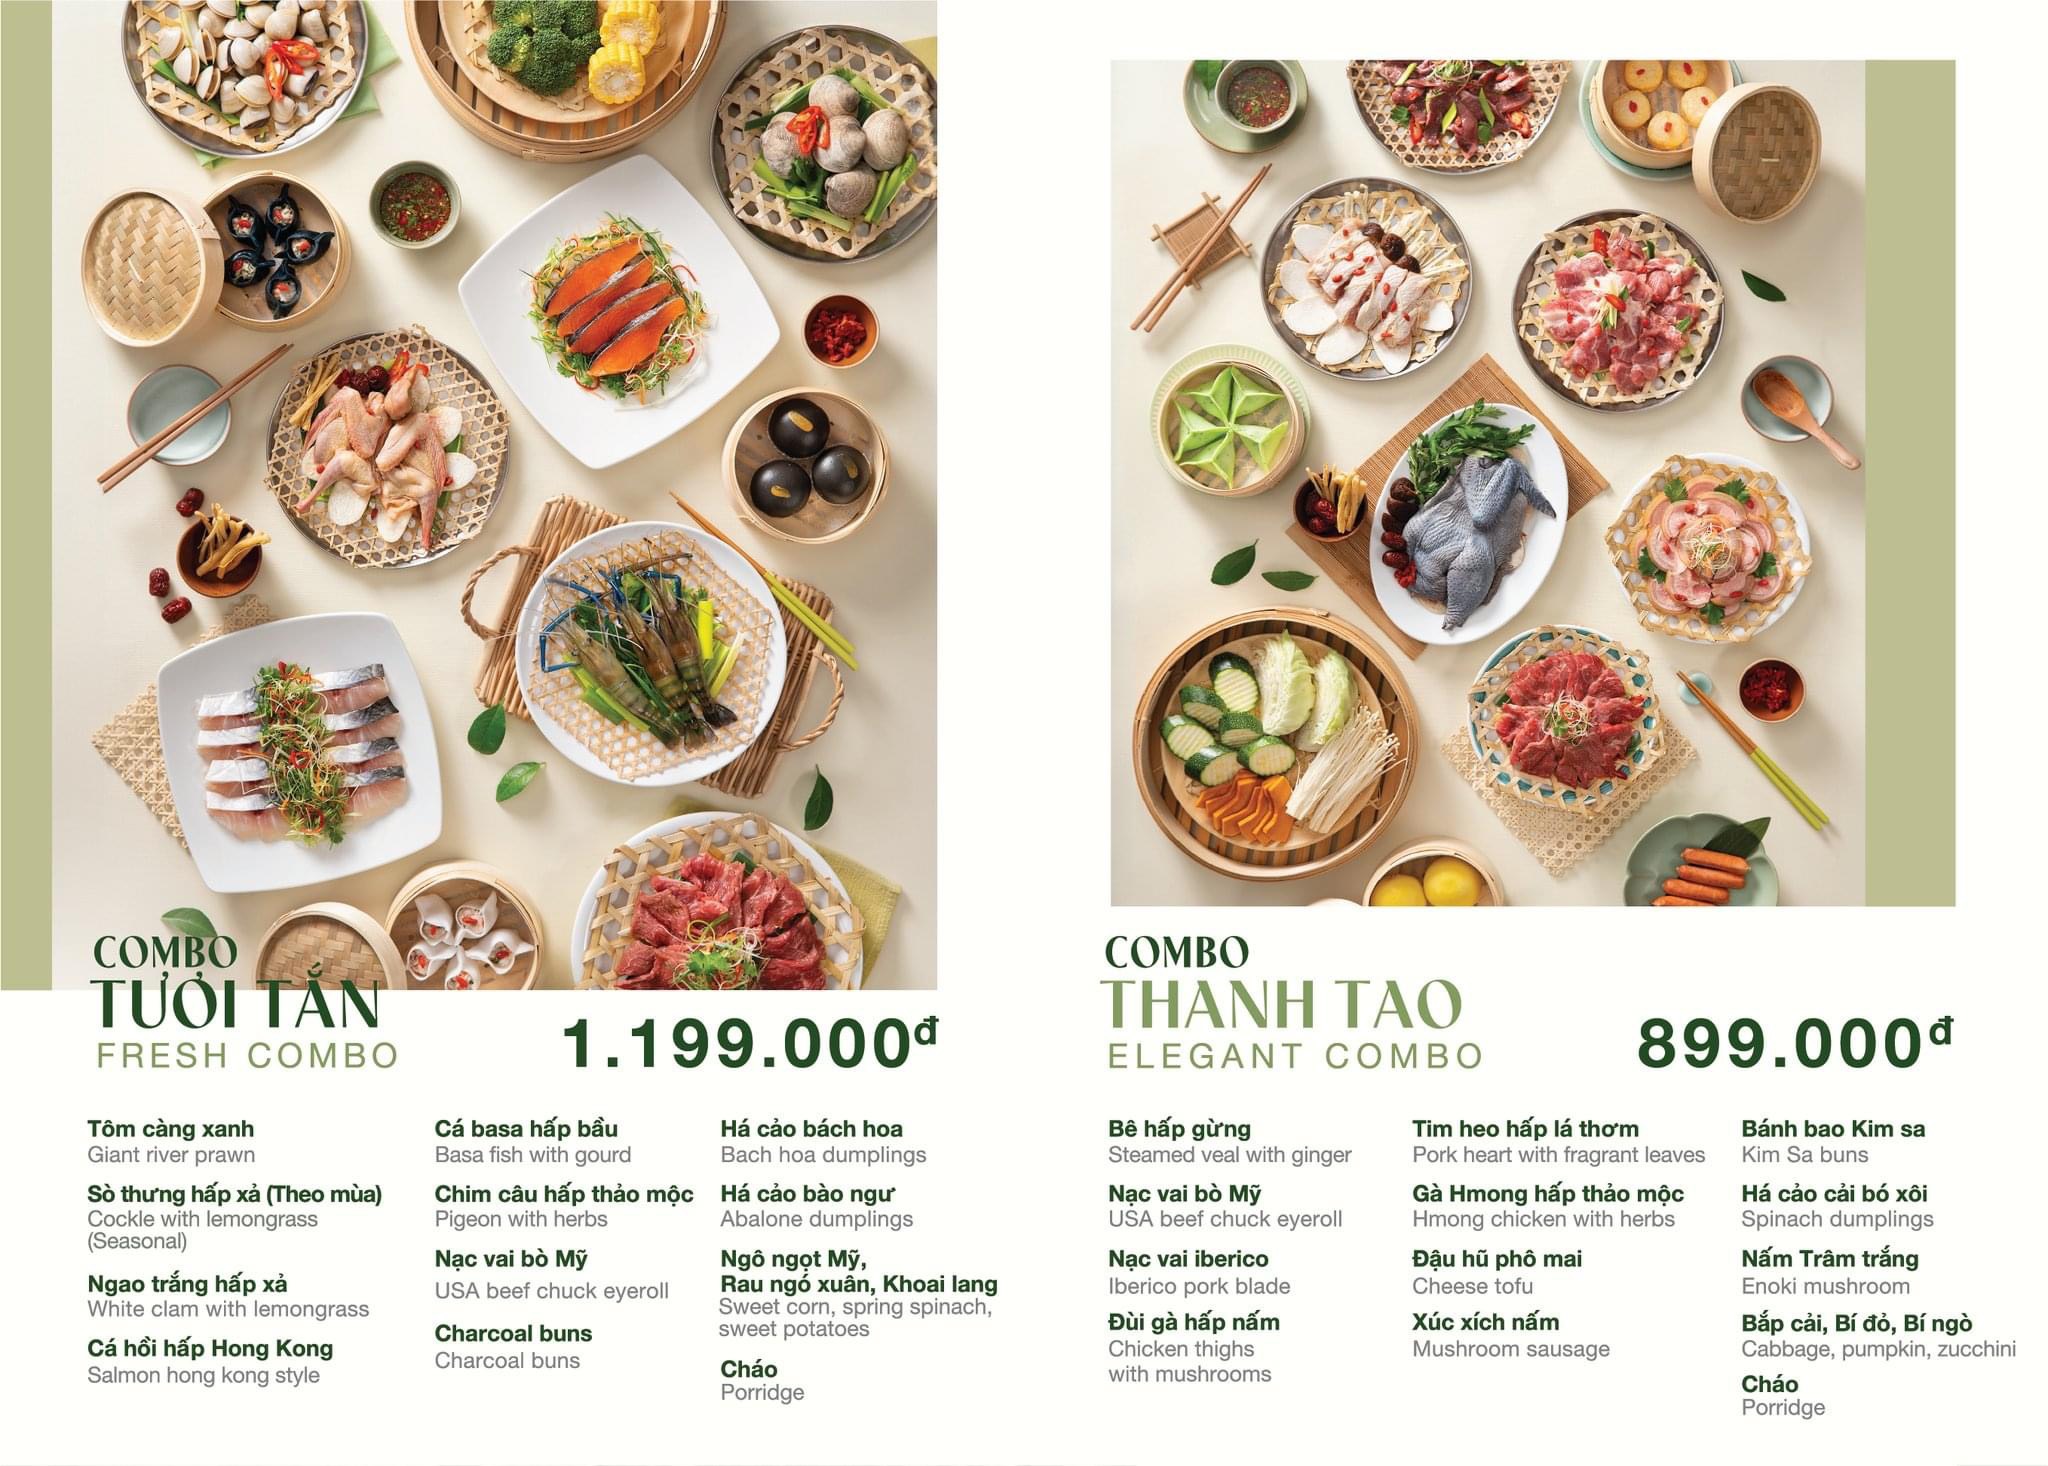 COMBO
TƯƠI TẮN
FRESH COMBO
1.199.000đ
Tôm càng xanh
Giant river prawn
Sò thưng hấp xả (Theo mùa)
Cockle with lemongrass
(Seasonal)
Ngao trắng hấp xả
White clam with lemongrass
Cá hồi hấp Hong Kong
Salmon hong kong style
Cá basa hấp bầu
Basa fish with gourd
Chim câu hấp thảo mộc
Pigeon with herbs
Nạc vai bò Mỹ
USA beef chuck eyeroll
Charcoal buns
Charcoal buns
Há cảo bách hoa
Bach hoa dumplings
Há cảo bào ngư
Abalone dumplings
Ngô ngọt Mỹ,
Rau ngó xuân, Khoai lang
Sweet corn, spring spinach,
sweet potatoes
Cháo
Porridge
COMBO
THANH TAO
ELEGANT COMBO
899.000đ
Bê hấp gừng
Steamed veal with ginger
Nạc vai bò Mỹ
USA beef chuck eyeroll
Nạc vai iberico
Iberico pork blade
Đùi gà hấp nấm
Chicken thighs
with mushrooms
Tim heo hấp lá thơm
Pork heart with fragrant leaves
Gà Hmong hấp thảo mộc
Hmong chicken with herbs
Đậu hũ phô mai
Cheese tofu
Xúc xích nấm
Mushroom sausage
Bánh bao Kim sa
Kim Sa buns
Há cảo cải bó xôi
Spinach dumplings
Nấm Trâm trắng
Enoki mushroom
Bắp cải, Bí đỏ, Bí ngò
Cabbage, pumpkin, zucchini
Cháo
Porridge